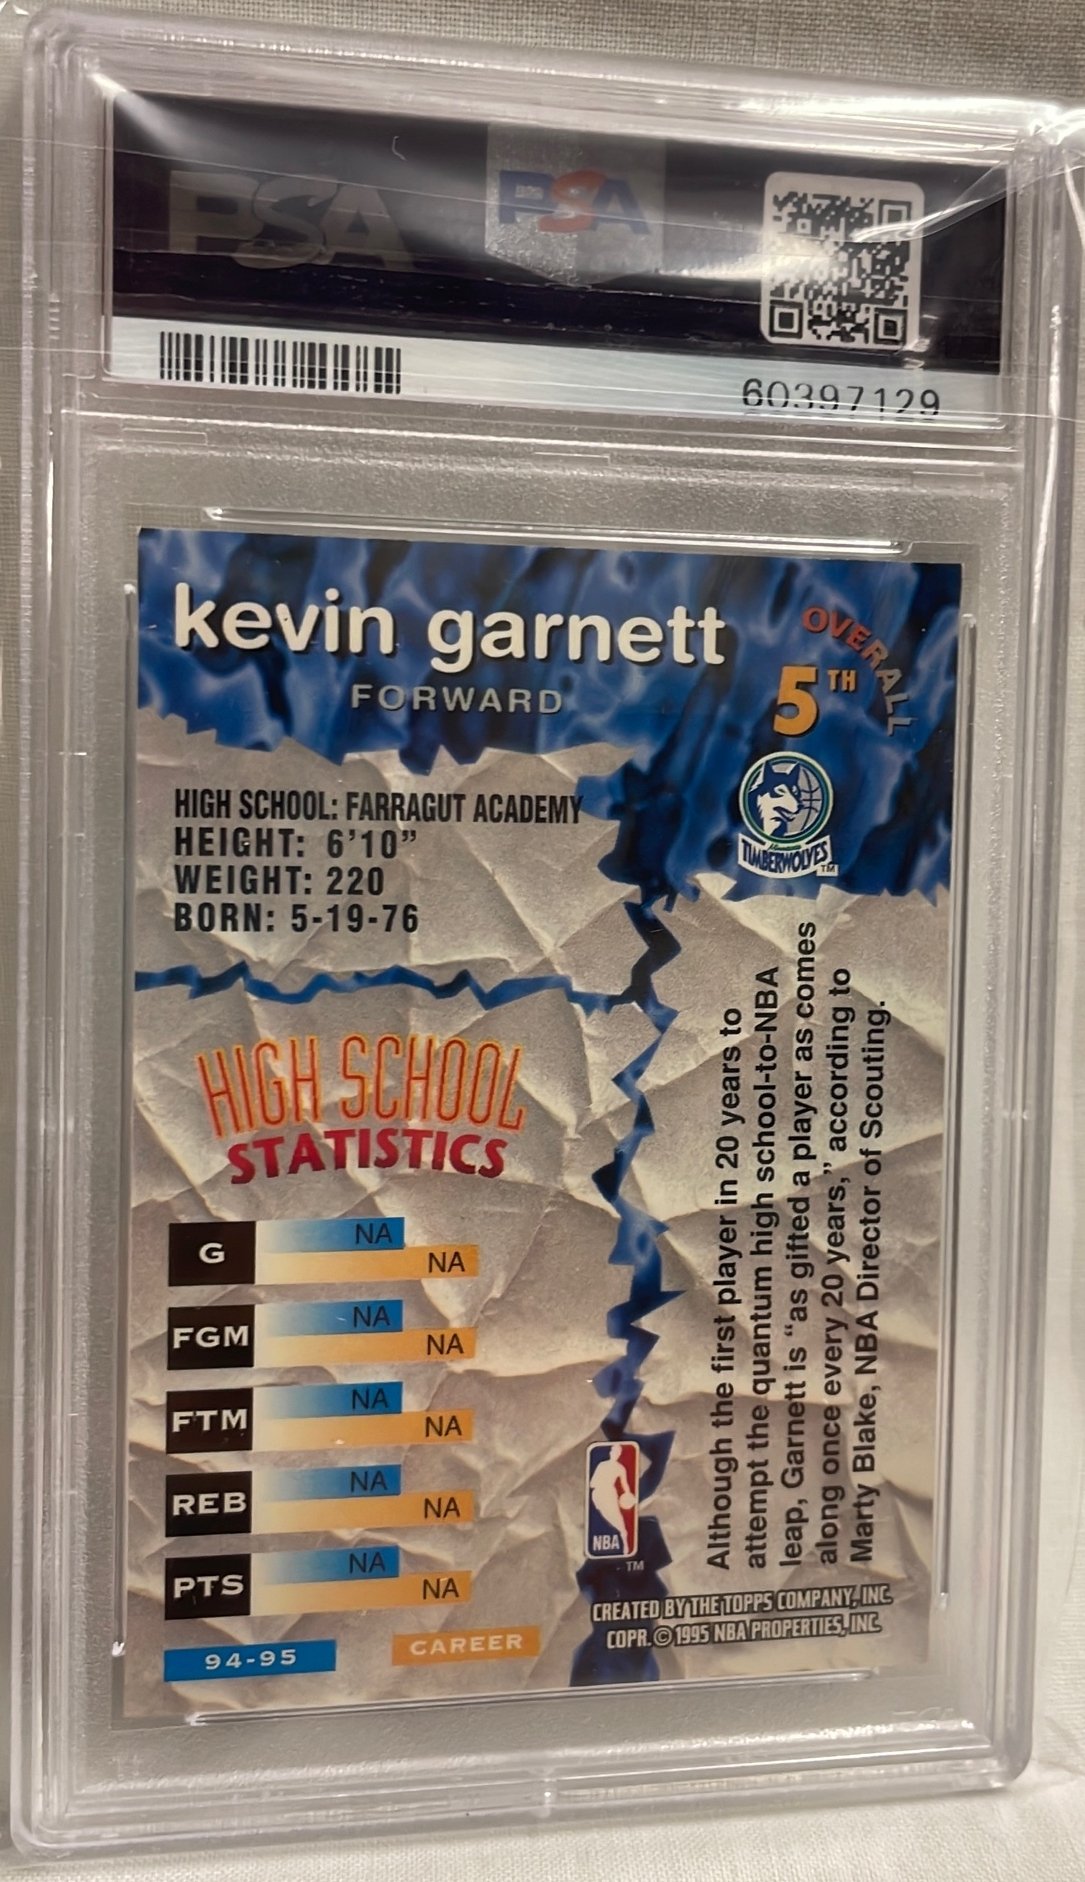 PSA
PSA
60397129
kevin garnett
FORWARD
OVERALL
5TH
Minnesota
TIMBERWOLVES
TM
HIGH SCHOOL: FARRAGUT ACADEMY
HEIGHT: 6'10"
WEIGHT: 220
BORN: 5-19-76
HIGH SCHOOL
STATISTICS
G NA NA
FGM NA NA
FTM NA NA
REB NA NA
PTS NA NA
94-95 CAREER
Although the first player in 20 years to
attempt the quantum high school-to-NBA
leap, Garnett is "as gifted a player as comes
along once every 20 years," according to
Marty Blake, NBA Director of Scouting.
NBA
TM
CREATED BY THE TOPPS COMPANY, INC.
COPR. © 1995 NBA PROPERTIES, INC.